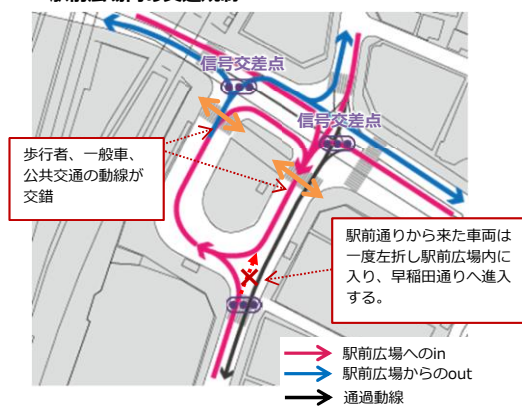 信号交差点
信号交差点
歩行者、一般車、
公共交通の動線が
交錯
駅前通りから来た車両は
一度左折し駅前広場内に
入り、早稲田通りへ進入
する。
駅前広場へのin
駅前広場からのout
通過動線